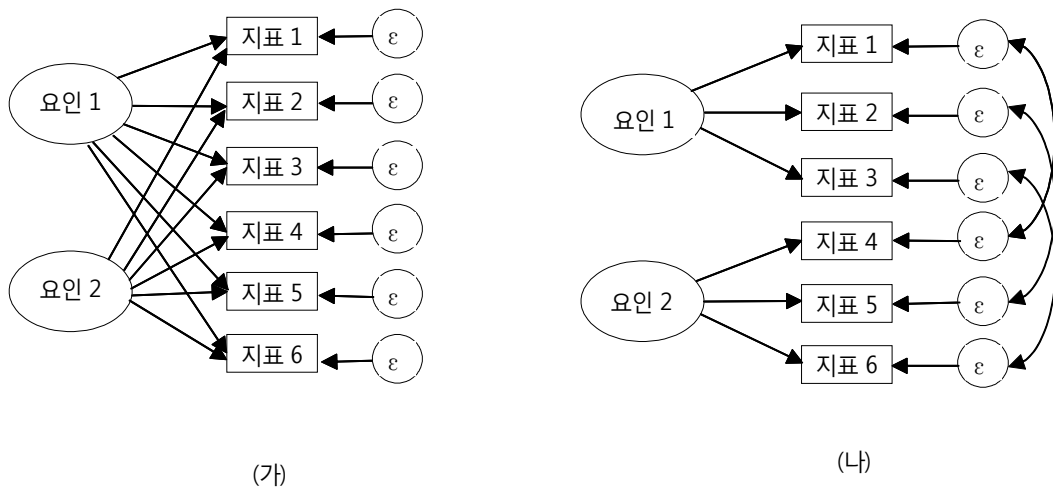 요인 1
요인 2
지표 1
지표 2
지표 3
지표 4
지표 5
지표 6
ε
ε
ε
ε
ε
ε
(가)
요인 1
요인 2
지표 1
지표 2
지표 3
지표 4
지표 5
지표 6
ε
ε
ε
ε
ε
ε
(나)